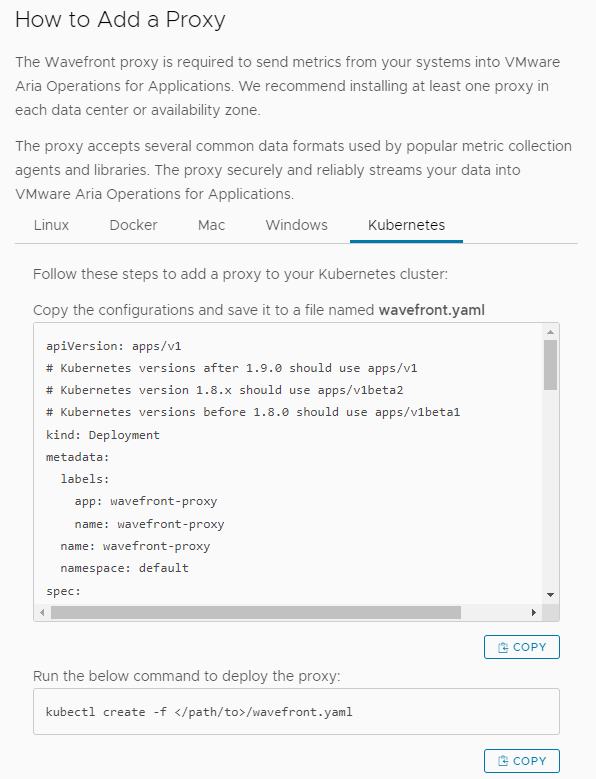 How to Add a Proxy
The Wavefront proxy is required to send metrics from your systems into VMware
Aria Operations for Applications. We recommend installing at least one proxy in
each data center or availability zone.
The proxy accepts several common data formats used by popular metric collection
agents and libraries. The proxy securely and reliably streams your data into
VMware Aria Operations for Applications.
Linux Docker Mac Windows Kubernetes
Follow these steps to add a proxy to your Kubernetes cluster:
Copy the configurations and save it to a file named wavefront.yaml
apiVersion: apps/v1
# Kubernetes versions after 1.9.0 should use apps/v1
# Kubernetes version 1.8.x should use apps/v1beta2
# Kubernetes versions before 1.8.0 should use apps/v1beta1
kind: Deployment
metadata:
  labels:
    app: wavefront-proxy
    name: wavefront-proxy
  name: wavefront-proxy
  namespace: default
spec:
COPY
Run the below command to deploy the proxy:
kubectl create -f </path/to>/wavefront.yaml
COPY